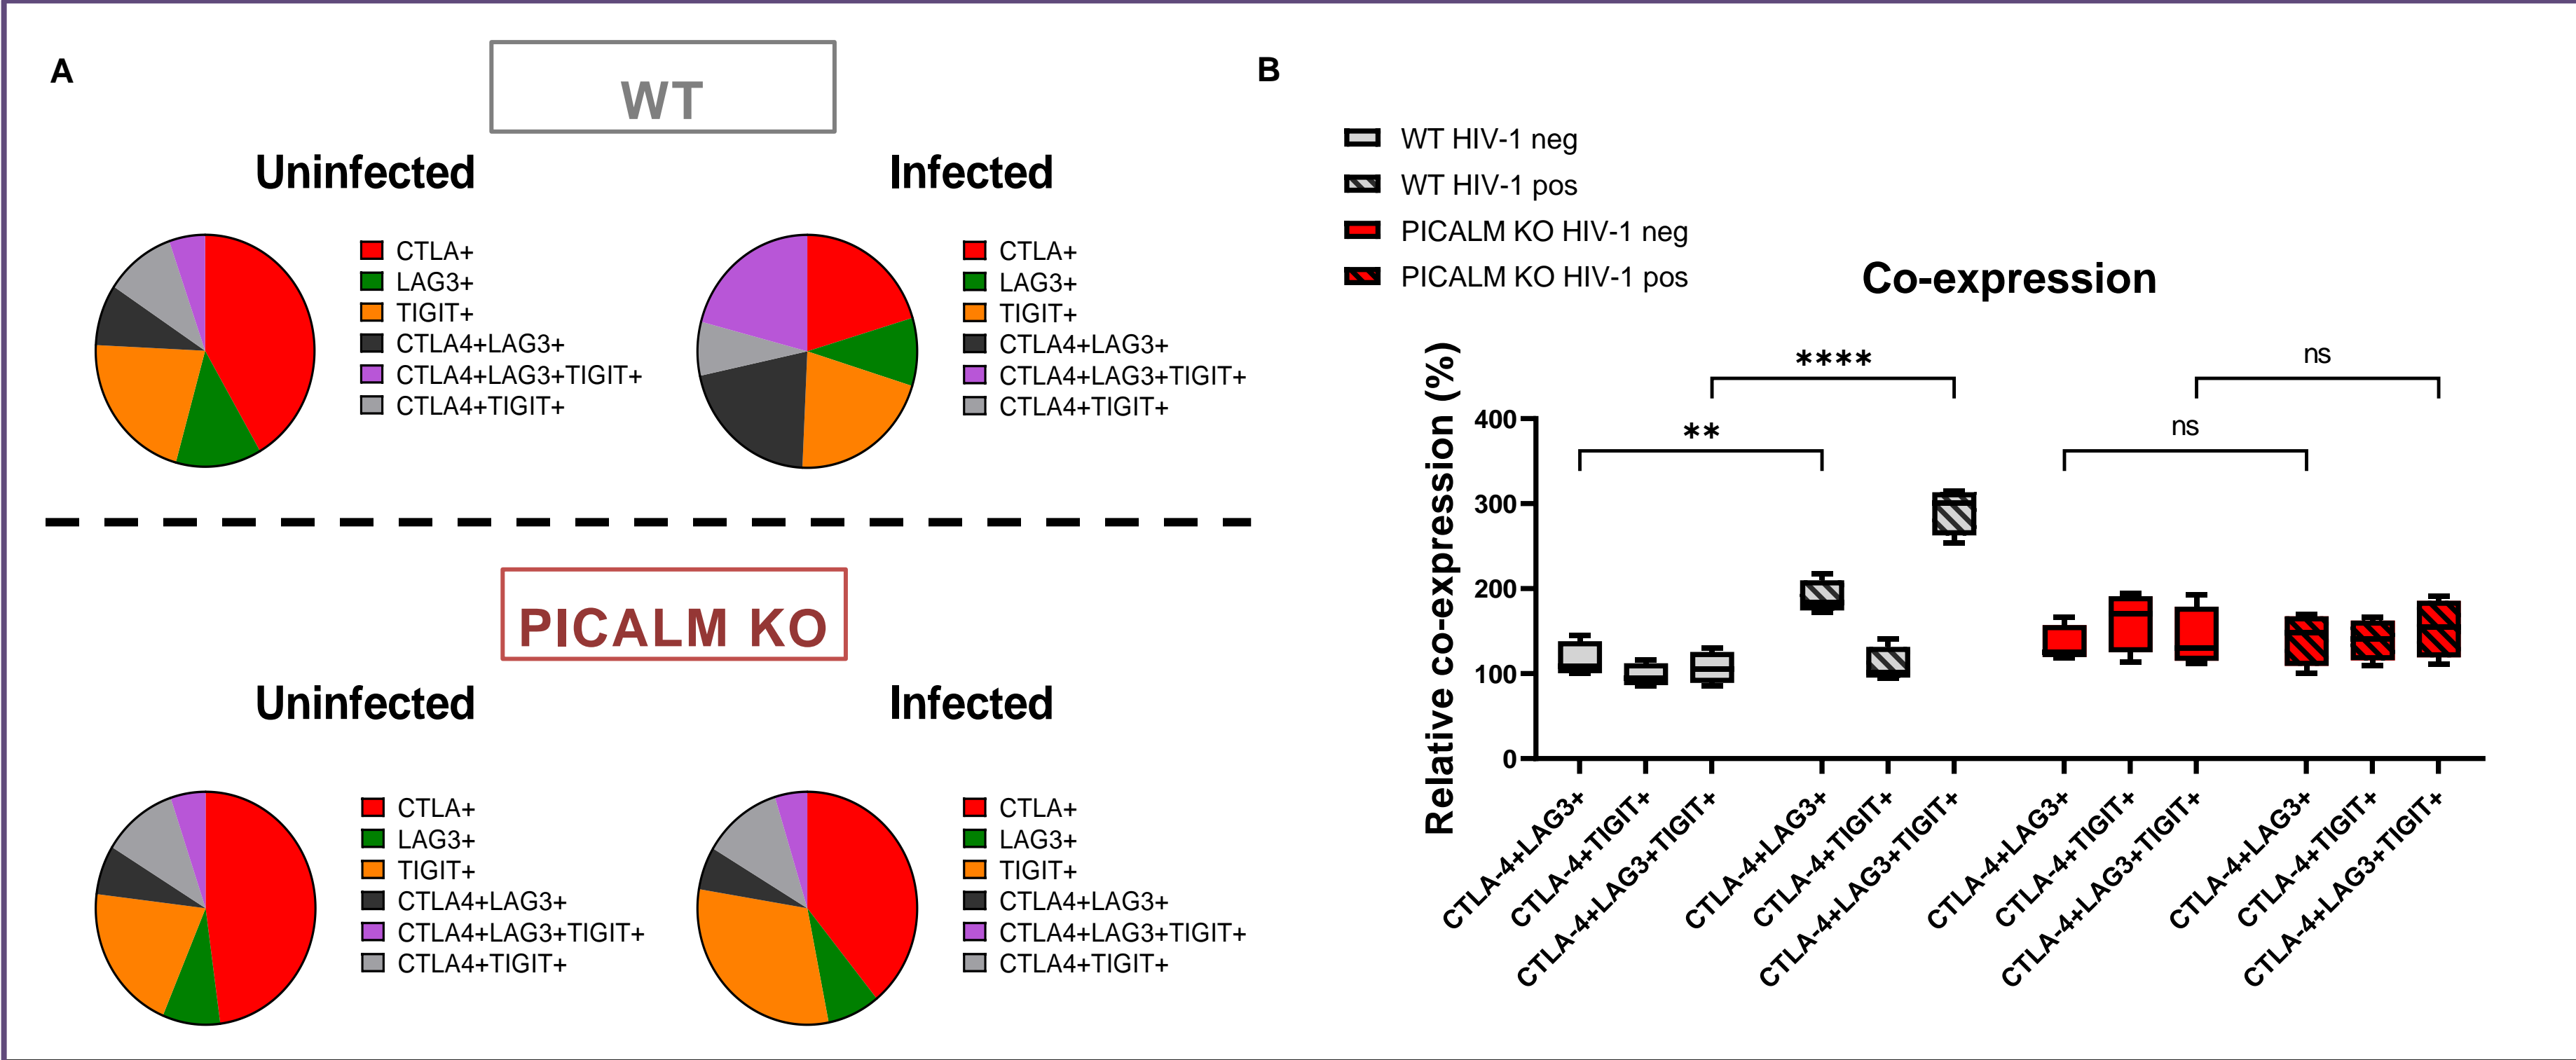 A
WT
Uninfected
CTLA+
LAG3+
TIGIT+
CTLA4+LAG3+
CTLA4+LAG3+TIGIT+
CTLA4+TIGIT+
Infected
CTLA+
LAG3+
TIGIT+
CTLA4+LAG3+
CTLA4+LAG3+TIGIT+
CTLA4+TIGIT+
PICALM KO
Uninfected
CTLA+
LAG3+
TIGIT+
CTLA4+LAG3+
CTLA4+LAG3+TIGIT+
CTLA4+TIGIT+
Infected
CTLA+
LAG3+
TIGIT+
CTLA4+LAG3+
CTLA4+LAG3+TIGIT+
CTLA4+TIGIT+
B
WT HIV-1 neg
WT HIV-1 pos
PICALM KO HIV-1 neg
PICALM KO HIV-1 pos
Co-expression
Relative co-expression (%)
400
300
200
100
0
**
****
ns
ns
CTLA-4+LAG3+
CTLA-4+TIGIT+
CTLA-4+LAG3+TIGIT+
CTLA-4+LAG3+
CTLA-4+TIGIT+
CTLA-4+LAG3+TIGIT+
CTLA-4+LAG3+
CTLA-4+TIGIT+
CTLA-4+LAG3+TIGIT+
CTLA-4+LAG3+
CTLA-4+TIGIT+
CTLA-4+LAG3+TIGIT+